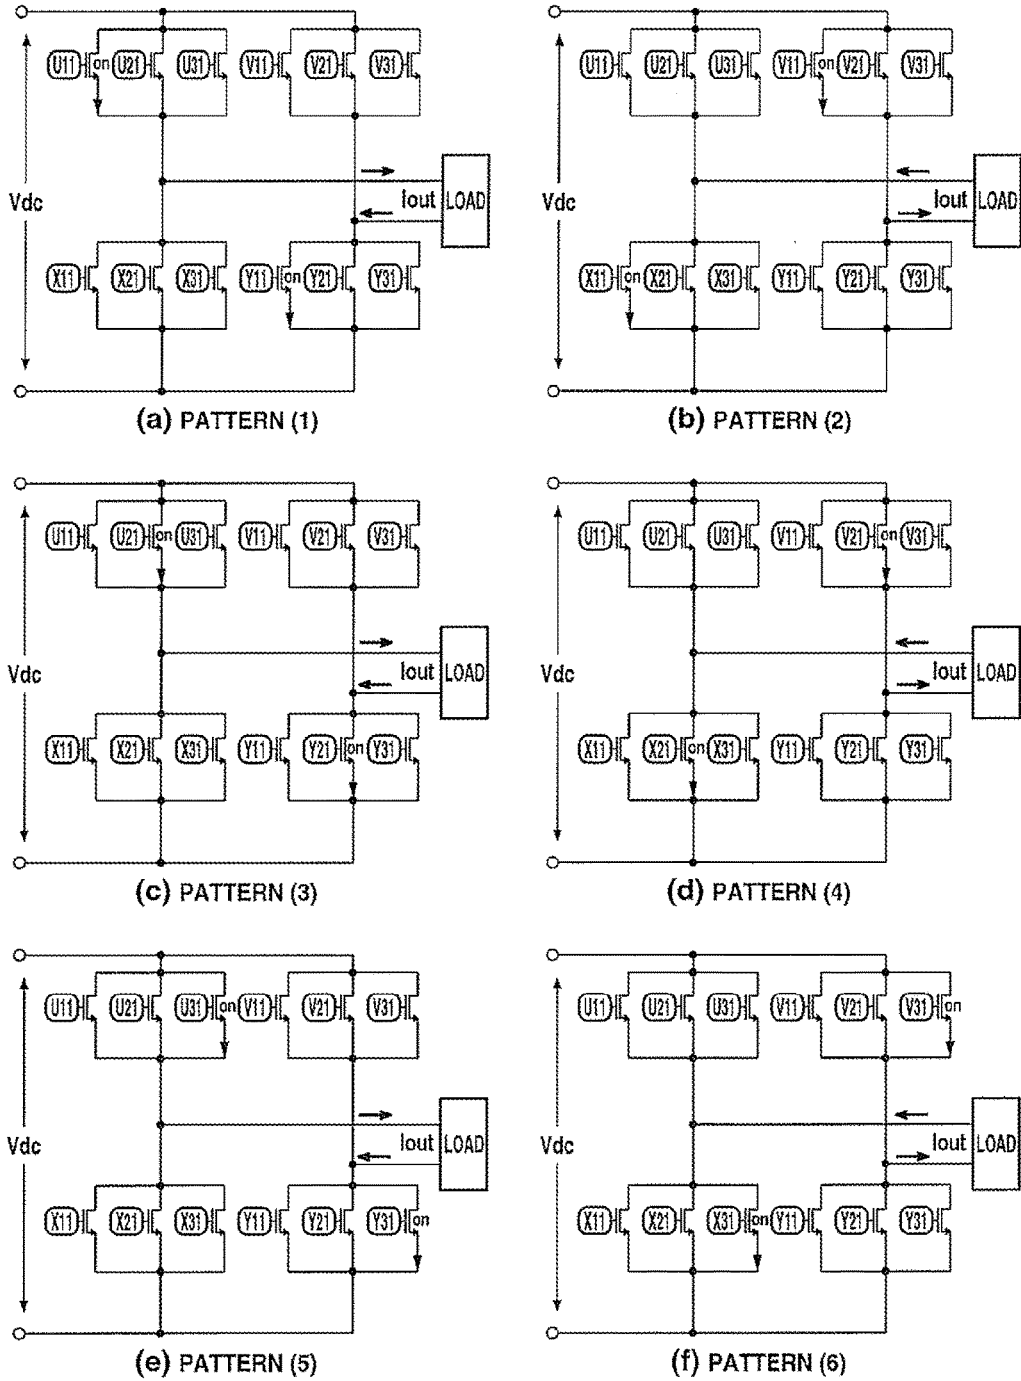 U11 on U21 U31 V11 V21 V31
U11 U21 U31 V11 on V21 V31
Vdc Iout LOAD
Vdc Iout LOAD
X11 X21 X31 Y11 on Y21 Y31
X11 on X21 X31 Y11 Y21 Y31
(a) PATTERN (1)
(b) PATTERN (2)
U11 U21 on U31 V11 V21 V31
U11 U21 U31 V11 V21 on V31
Vdc Iout LOAD
Vdc Iout LOAD
X11 X21 X31 Y11 Y21 on Y31
X11 X21 on X31 Y11 Y21 Y31
(c) PATTERN (3)
(d) PATTERN (4)
U11 U21 U31 on V11 V21 V31
U11 U21 U31 V11 V21 V31 on
Vdc Iout LOAD
Vdc Iout LOAD
X11 X21 X31 Y11 Y21 Y31 on
X11 X21 X31 on Y11 Y21 Y31
(e) PATTERN (5)
(f) PATTERN (6)